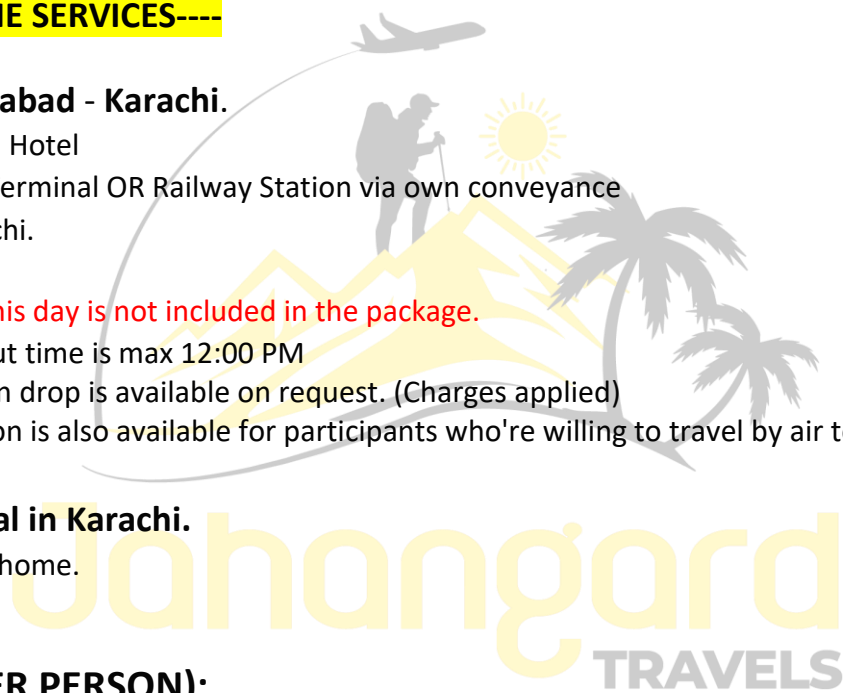 IE SERVICES----
abad - Karachi.
Hotel
erminal OR Railway Station via own conveyance
chi.
his day is not included in the package.
ut time is max 12:00 PM
n drop is available on request. (Charges applied)
on is also available for participants who're willing to travel by air t
al in Karachi.
home.
Jahangard
TRAVELS
ER PERSON):